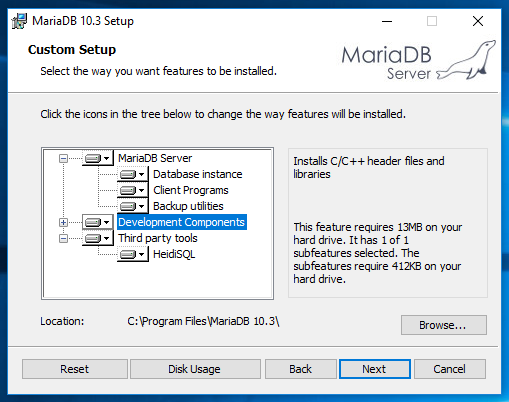 MariaDB 10.3 Setup
Custom Setup
Select the way you want features to be installed.
MariaDB
Server
Click the icons in the tree below to change the way features will be installed.
MariaDB Server
Database instance
Client Programs
Backup utilities
Development Components
Third party tools
HeidiSQL
Installs C/C++ header files and
libraries
This feature requires 13MB on your
hard drive. It has 1 of 1
subfeatures selected. The
subfeatures require 412KB on your
hard drive.
Location: C:\Program Files\MariaDB 10.3\
Browse...
Reset Disk Usage Back Next Cancel